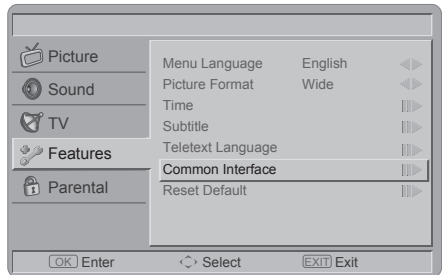 Picture
Sound
TV
Features
Parental
Menu Language English
Picture Format Wide
Time
Subtitle
Teletext Language
Common Interface
Reset Default
OK Enter Select EXIT Exit